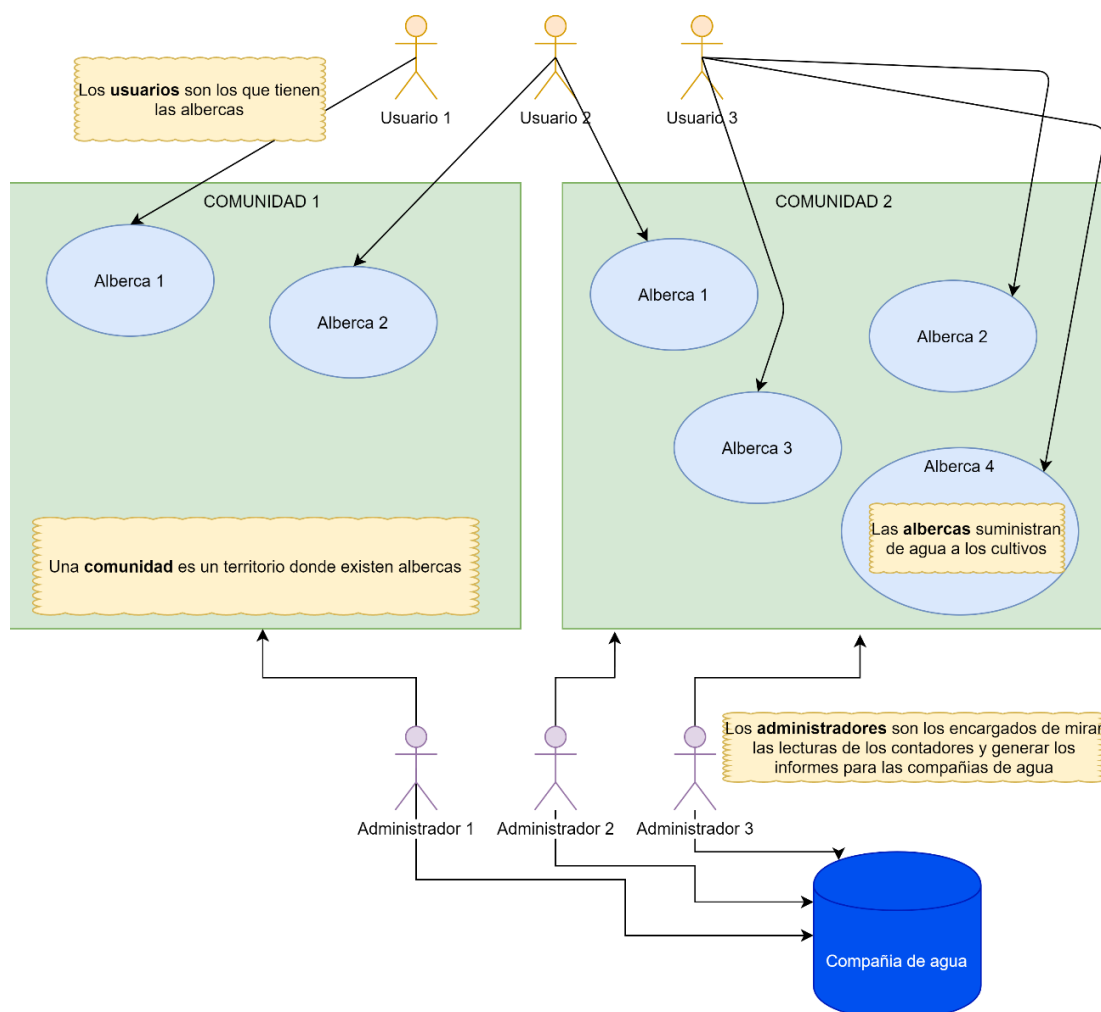 Los usuarios son los que tienen
las albercas
Usuario 1
Usuario 2
Usuario 3
COMUNIDAD 1
Alberca 1
Alberca 2
Una comunidad es un territorio donde existen albercas
COMUNIDAD 2
Alberca 1
Alberca 2
Alberca 3
Alberca 4
Las albercas suministran
de agua a los cultivos
Los administradores son los encargados de mirar
las lecturas de los contadores y generar los
informes para las compañias de agua
Administrador 1
Administrador 2
Administrador 3
Compañia de agua